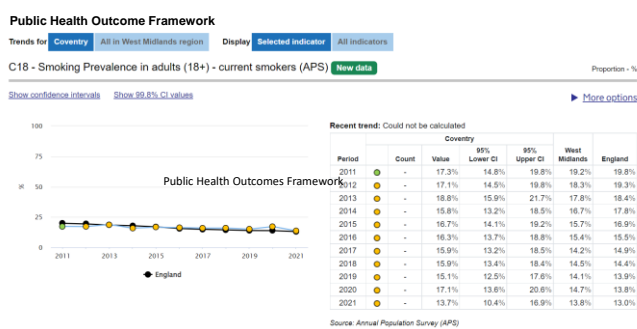 Public Health Outcome Framework
Trends for Coventry All in West Midlands region Display Selected indicator All indicators
C18 - Smoking Prevalence in adults (18+) - current smokers (APS) New data Proportion - %
Show confidence intervals Show 99.8% CI values ▶ More options
100
75
50
25
0
%
2011 2013 2015 2017 2019 2021
England
Public Health Outcomes Framework
Recent trend: Could not be calculated
Coventry
Period Count Value 95% Lower CI 95% Upper CI West Midlands England
2011 - 17.3% 14.8% 19.8% 19.2% 19.8%
2012 - 17.1% 14.5% 19.8% 18.3% 19.3%
2013 - 18.8% 15.9% 21.7% 17.8% 18.4%
2014 - 15.8% 13.2% 18.5% 16.7% 17.8%
2015 - 16.7% 14.1% 19.2% 15.7% 16.9%
2016 - 16.3% 13.7% 18.8% 15.4% 15.5%
2017 - 15.9% 13.2% 18.5% 14.2% 14.9%
2018 - 15.9% 13.4% 18.4% 14.5% 14.4%
2019 - 15.1% 12.5% 17.6% 14.1% 13.9%
2020 - 17.1% 13.6% 20.6% 14.7% 13.8%
2021 - 13.7% 10.4% 16.9% 13.8% 13.0%
Source: Annual Population Survey (APS)